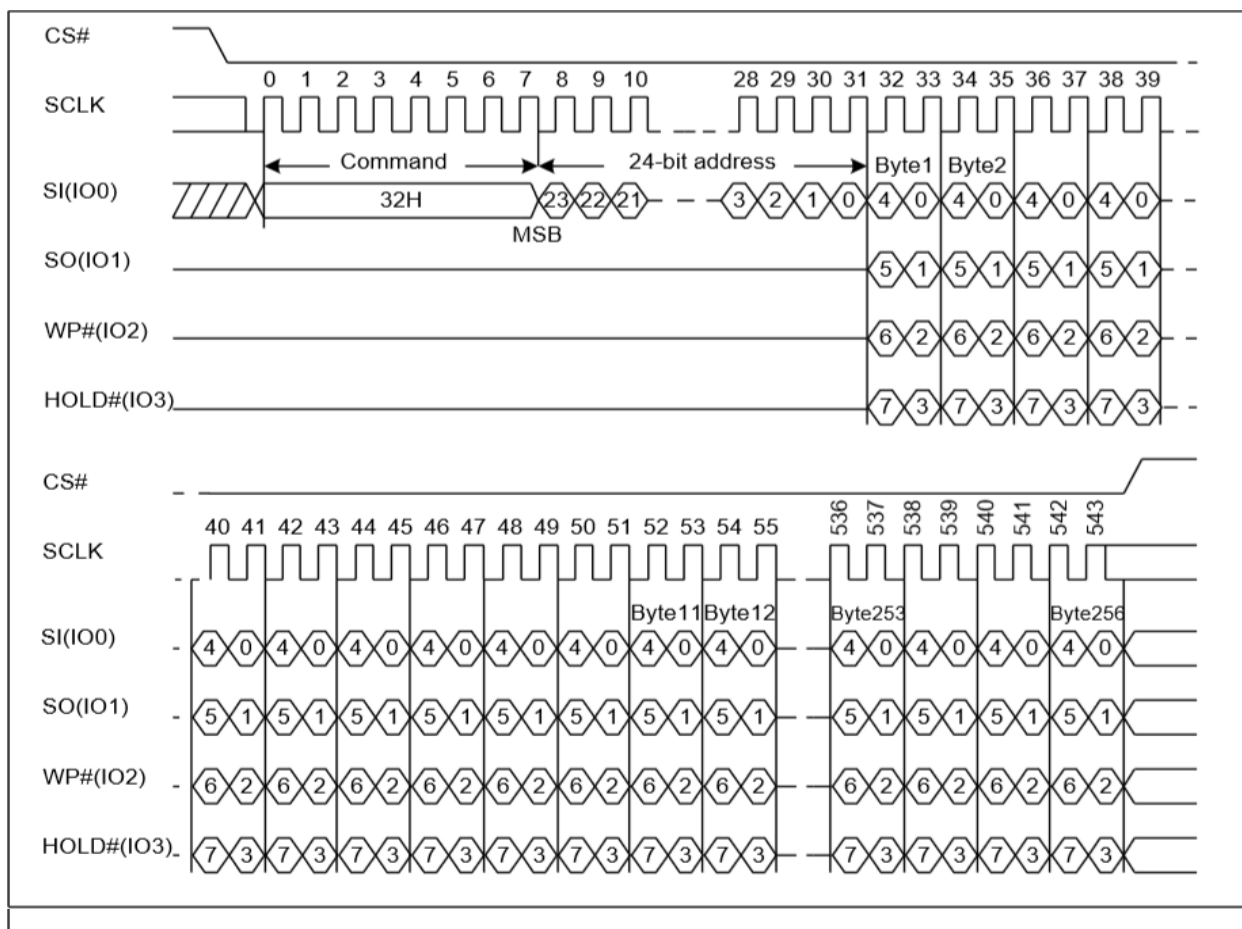 CS#
0 1 2 3 4 5 6 7 8 9 10 28 29 30 31 32 33 34 35 36 37 38 39
SCLK
Command 24-bit address Byte1 Byte2
SI(IO0) 32H 23 22 21 3 2 1 0 4 0 4 0 4 0 4 0
MSB
SO(IO1) 5 1 5 1 5 1 5 1
WP#(IO2) 6 2 6 2 6 2 6 2
HOLD#(IO3) 7 3 7 3 7 3 7 3
CS#
40 41 42 43 44 45 46 47 48 49 50 51 52 53 54 55 536 537 538 539 540 541 542 543
SCLK
Byte11 Byte12 Byte253 Byte256
SI(IO0) 4 0 4 0 4 0 4 0 4 0 4 0 4 0 4 0 4 0 4 0 4 0 4 0
SO(IO1) 5 1 5 1 5 1 5 1 5 1 5 1 5 1 5 1 5 1 5 1 5 1 5 1
WP#(IO2) 6 2 6 2 6 2 6 2 6 2 6 2 6 2 6 2 6 2 6 2 6 2 6 2
HOLD#(IO3) 7 3 7 3 7 3 7 3 7 3 7 3 7 3 7 3 7 3 7 3 7 3 7 3